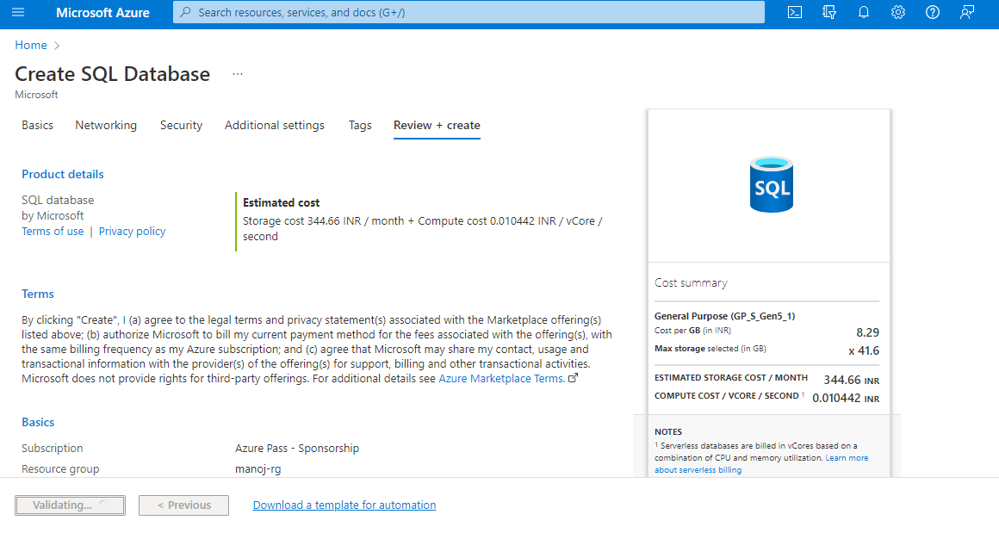 Microsoft Azure
Search resources, services, and docs (G+/)
Home
Create SQL Database
...
Microsoft
Basics
Networking
Security
Additional settings
Tags
Review + create
Product details
SQL database
by Microsoft
Terms of use | Privacy policy
Estimated cost
Storage cost 344.66 INR / month + Compute cost 0.010442 INR / vCore /
second
Terms
By clicking "Create", I (a) agree to the legal terms and privacy statement(s) associated with the Marketplace offering(s)
listed above; (b) authorize Microsoft to bill my current payment method for the fees associated with the offering(s), with
the same billing frequency as my Azure subscription; and (c) agree that Microsoft may share my contact, usage and
transactional information with the provider(s) of the offering(s) for support, billing and other transactional activities.
Microsoft does not provide rights for third-party offerings. For additional details see Azure Marketplace Terms.
Basics
Subscription
Azure Pass - Sponsorship
Resource group
manoj-rg
SQL
Cost summary
General Purpose (GP_S_Gen5_1)
Cost per GB (in INR)
8.29
Max storage selected (in GB)
x 41.6
ESTIMATED STORAGE COST / MONTH
344.66 INR
COMPUTE COST / VCORE / SECOND 1
0.010442 INR
NOTES
1 Serverless databases are billed in vCores based on a
combination of CPU and memory utilization. Learn more
about serverless billing
Validating...
< Previous
Download a template for automation